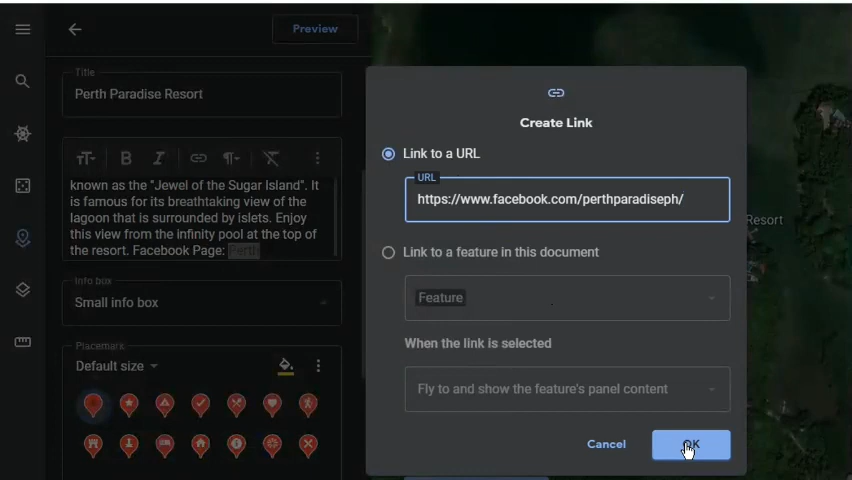 Preview
Title
Perth Paradise Resort
known as the "Jewel of the Sugar Island". It
is famous for its breathtaking view of the
lagoon that is surrounded by islets. Enjoy
this view from the infinity pool at the top of
the resort. Facebook Page: Perth
Info box
Small info box
Placemark
Default size
Create Link
Link to a URL
URL
https://www.facebook.com/perthparadiseph/
Link to a feature in this document
Feature
When the link is selected
Fly to and show the feature's panel content
Cancel
OK
Resort